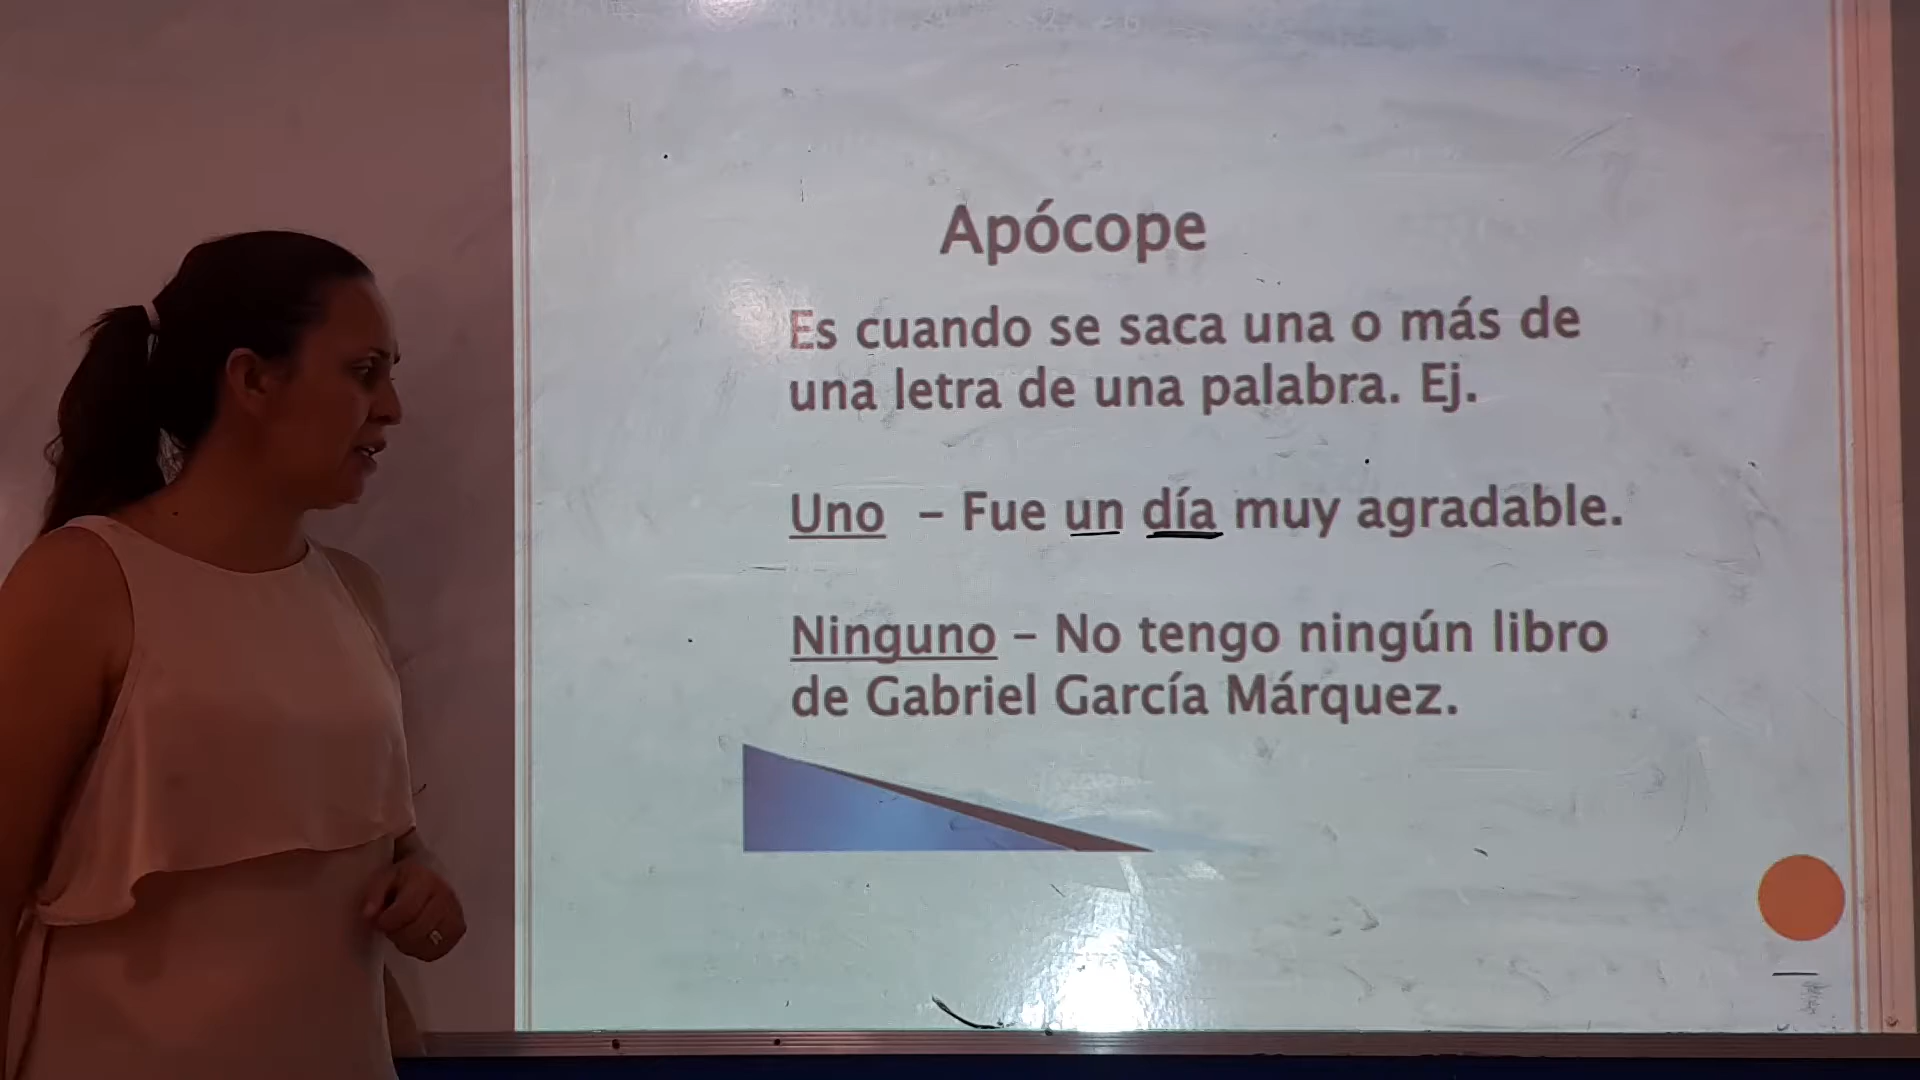 Apócope
Es cuando se saca una o más de
una letra de una palabra. Ej.
Uno – Fue un día muy agradable.
Ninguno – No tengo ningún libro
de Gabriel García Márquez.